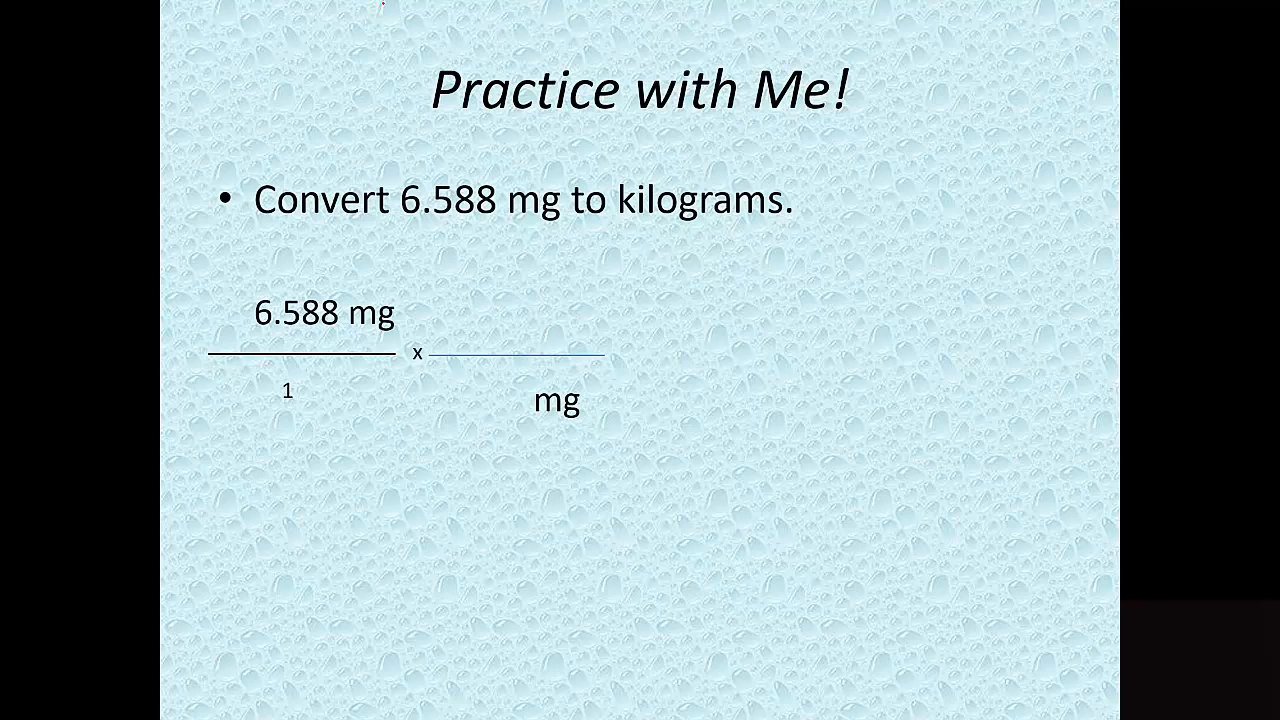 Practice with Me!
• Convert 6.588 mg to kilograms.
6.588 mg
x
1
mg